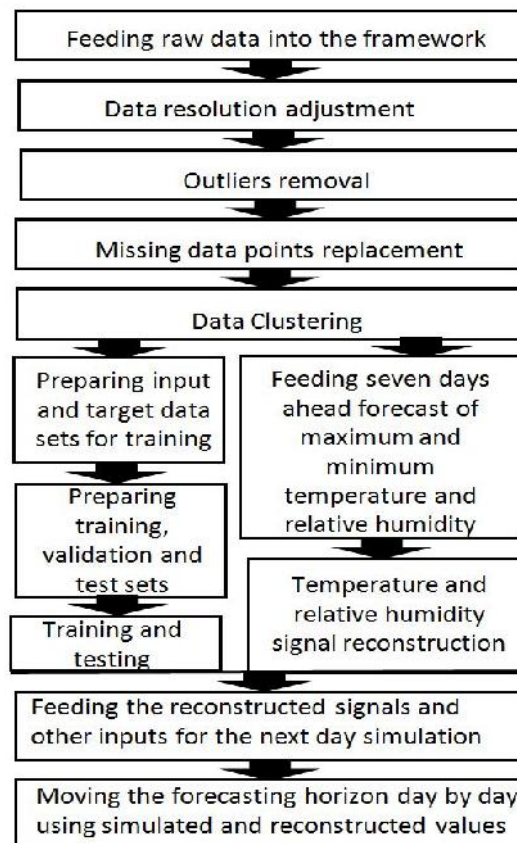 Feeding raw data into the framework
Data resolution adjustment
Outliers removal
Missing data points replacement
Data Clustering
Preparing input
and target data
sets for training
Preparing
training,
validation and
test sets
Training and
testing
Feeding seven days
ahead forecast of
maximum and
minimum
temperature and
relative humidity
Temperature and
relative humidity
signal reconstruction
Feeding the reconstructed signals and
other inputs for the next day simulation
Moving the forecasting horizon day by day
using simulated and reconstructed values